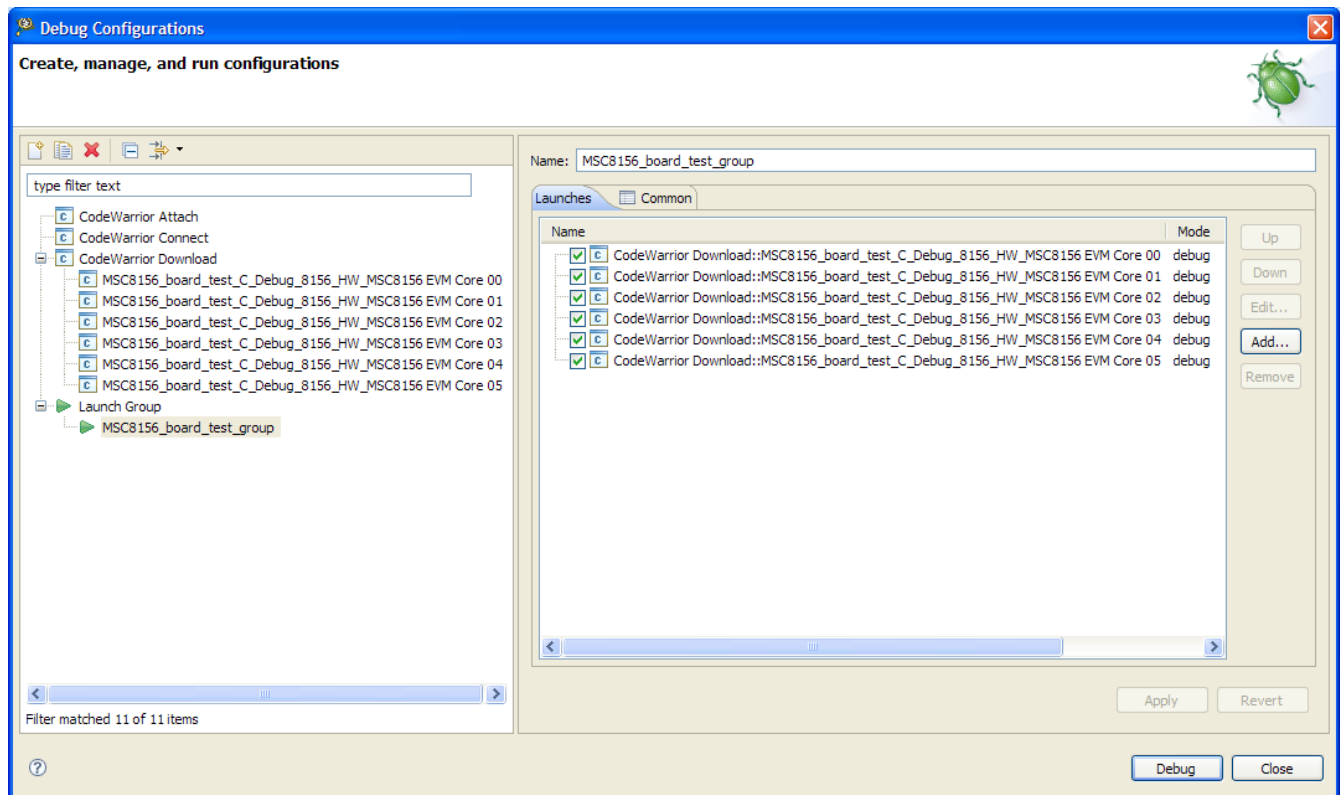 Debug Configurations
Create, manage, and run configurations
type filter text
CodeWarrior Attach
CodeWarrior Connect
CodeWarrior Download
MSC8156_board_test_C_Debug_8156_HW_MSC8156 EVM Core 00
MSC8156_board_test_C_Debug_8156_HW_MSC8156 EVM Core 01
MSC8156_board_test_C_Debug_8156_HW_MSC8156 EVM Core 02
MSC8156_board_test_C_Debug_8156_HW_MSC8156 EVM Core 03
MSC8156_board_test_C_Debug_8156_HW_MSC8156 EVM Core 04
MSC8156_board_test_C_Debug_8156_HW_MSC8156 EVM Core 05
Launch Group
MSC8156_board_test_group
Filter matched 11 of 11 items
Name: MSC8156_board_test_group
Launches Common
Name Mode
CodeWarrior Download::MSC8156_board_test_C_Debug_8156_HW_MSC8156 EVM Core 00 debug
CodeWarrior Download::MSC8156_board_test_C_Debug_8156_HW_MSC8156 EVM Core 01 debug
CodeWarrior Download::MSC8156_board_test_C_Debug_8156_HW_MSC8156 EVM Core 02 debug
CodeWarrior Download::MSC8156_board_test_C_Debug_8156_HW_MSC8156 EVM Core 03 debug
CodeWarrior Download::MSC8156_board_test_C_Debug_8156_HW_MSC8156 EVM Core 04 debug
CodeWarrior Download::MSC8156_board_test_C_Debug_8156_HW_MSC8156 EVM Core 05 debug
Up
Down
Edit...
Add...
Remove
Apply Revert
Debug Close